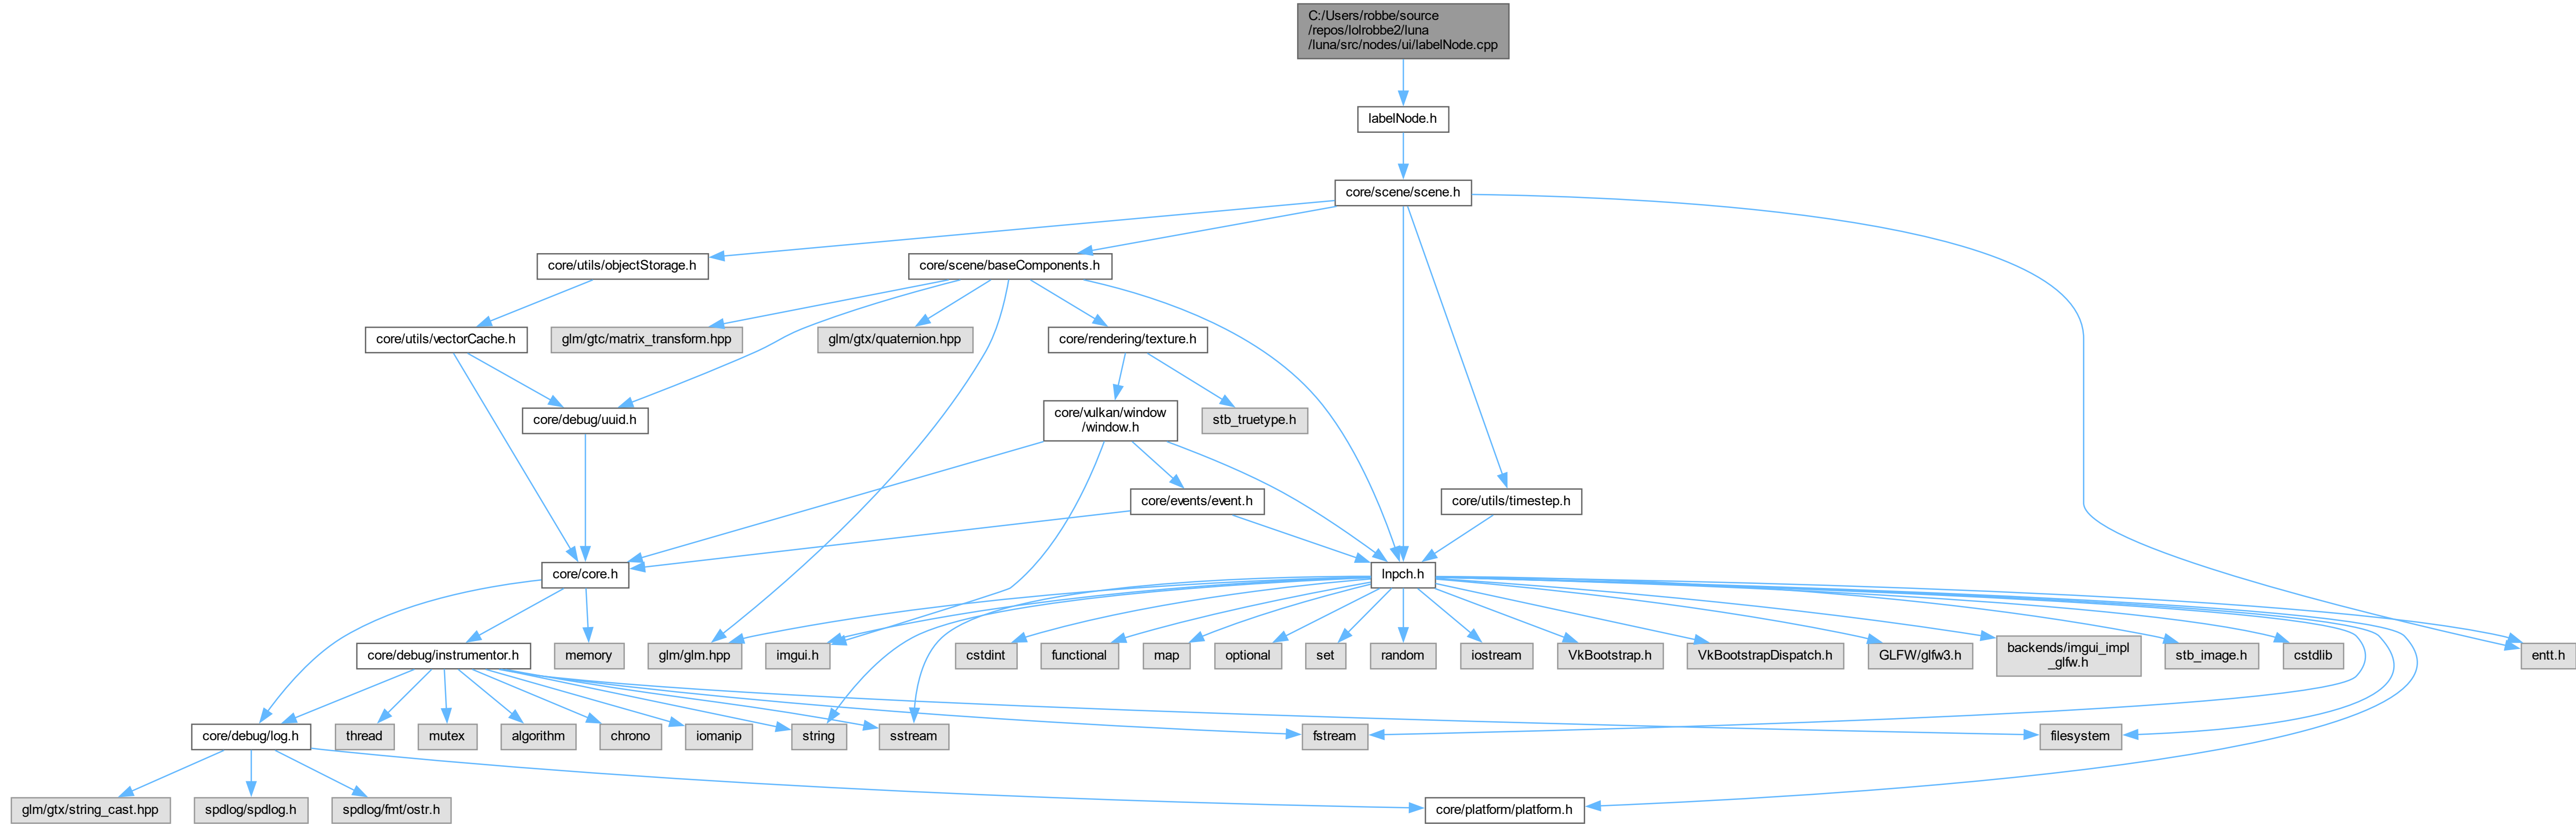 C:/Users/robbe/source
/repos/lolrobbe2/luna
/luna/src/nodes/ui/labelNode.cpp
labelNode.h
core/scene/scene.h
core/utils/objectStorage.h
core/scene/baseComponents.h
core/utils/vectorCache.h
glm/gtc/matrix_transform.hpp
glm/gtx/quaternion.hpp
core/rendering/texture.h
core/debug/uuid.h
core/vulkan/window
/window.h
stb_truetype.h
core/events/event.h
core/utils/timestep.h
core/core.h
lnpch.h
core/debug/instrumentor.h
memory
glm/glm.hpp
imgui.h
cstdint
functional
map
optional
set
random
iostream
VkBootstrap.h
VkBootstrapDispatch.h
GLFW/glfw3.h
backends/imgui_impl
_glfw.h
stb_image.h
cstdlib
entt.h
core/debug/log.h
thread
mutex
algorithm
chrono
iomanip
string
sstream
fstream
filesystem
glm/gtx/string_cast.hpp
spdlog/spdlog.h
spdlog/fmt/ostr.h
core/platform/platform.h